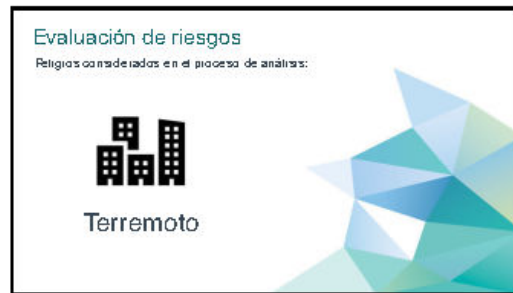 Evaluación de riesgos
Peligros considerados en el proceso de análisis:
Terremoto